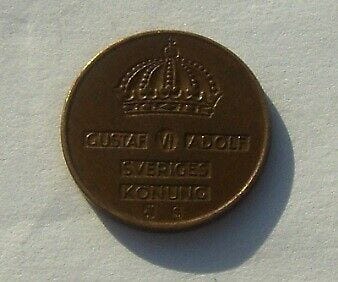 GUSTAF VI ADOLF
SVERIGES
KONUNG